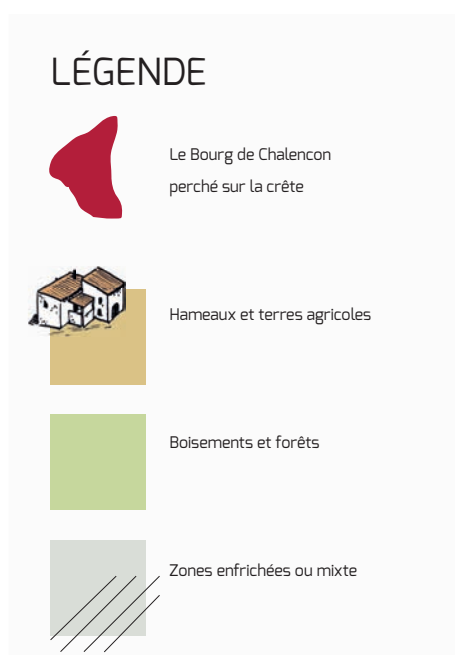 LÉGENDE
Le Bourg de Chalencon
perché sur la crête
Hameaux et terres agricoles
Boisements et forêts
Zones enfrichées ou mixte